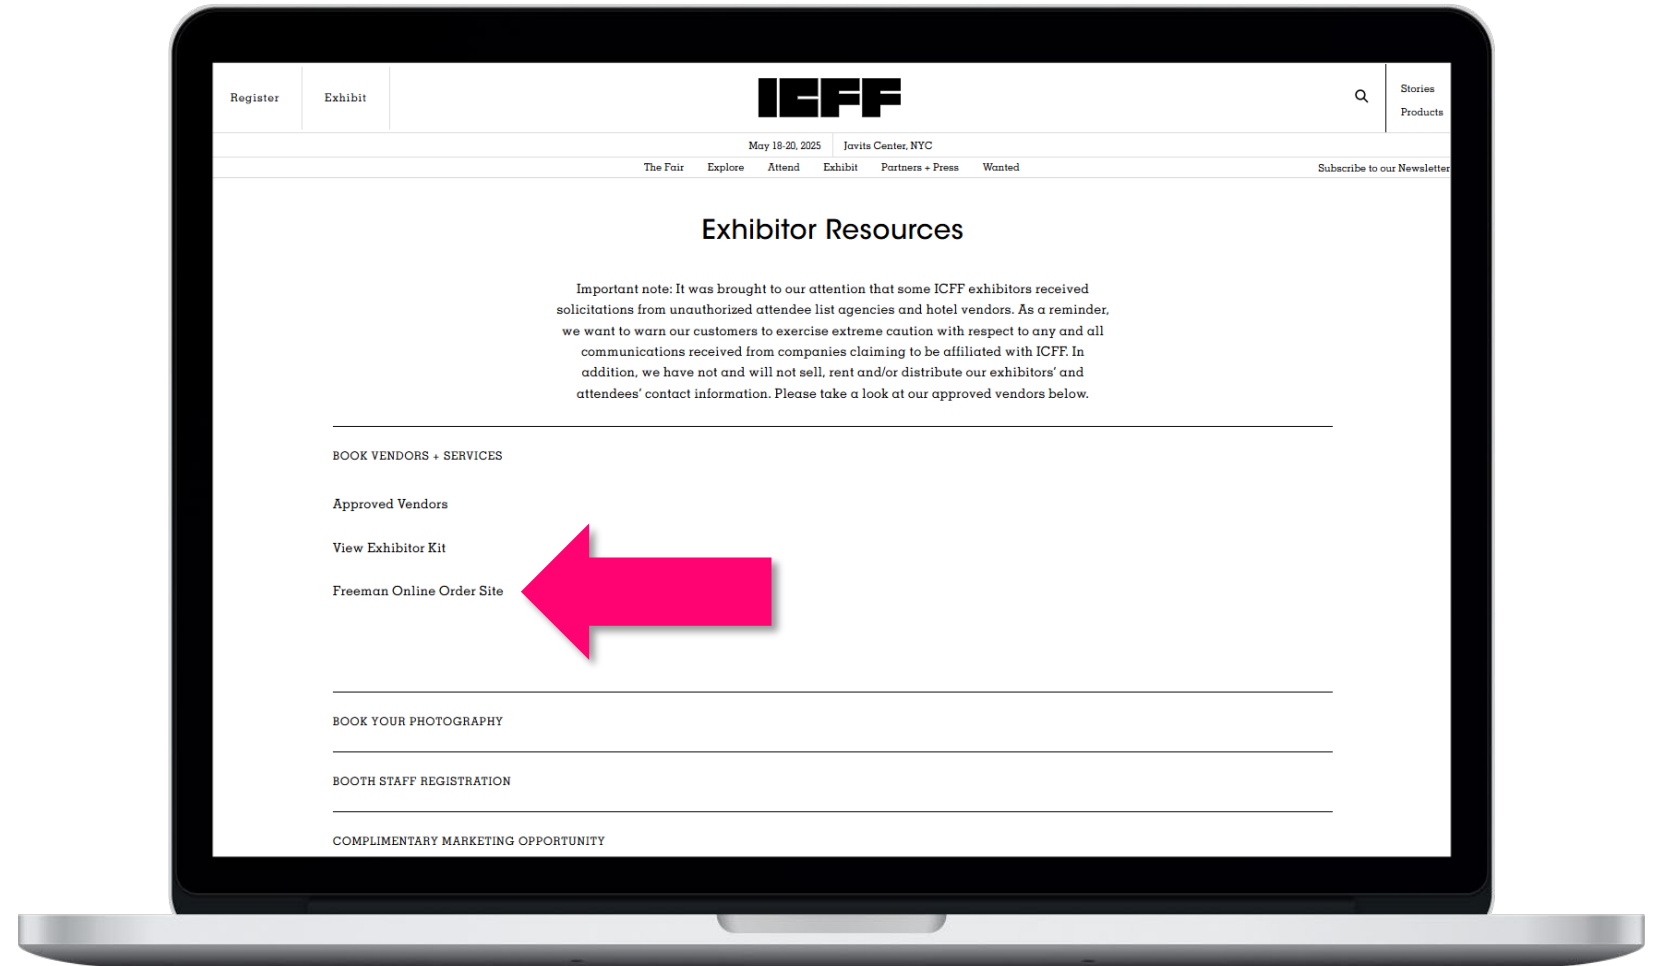 Register
Exhibit
ICFF
Stories
Products
May 18-20, 2025
Javits Center, NYC
The Fair
Explore
Attend
Exhibit
Partners + Press
Wanted
Subscribe to our Newsletter
Exhibitor Resources
Important note: It was brought to our attention that some ICFF exhibitors received
solicitations from unauthorized attendee list agencies and hotel vendors. As a reminder,
we want to warn our customers to exercise extreme caution with respect to any and all
communications received from companies claiming to be affiliated with ICFF. In
addition, we have not and will not sell, rent and/or distribute our exhibitors’ and
attendees’ contact information. Please take a look at our approved vendors below.
BOOK VENDORS + SERVICES
Approved Vendors
View Exhibitor Kit
Freeman Online Order Site
BOOK YOUR PHOTOGRAPHY
BOOTH STAFF REGISTRATION
COMPLIMENTARY MARKETING OPPORTUNITY